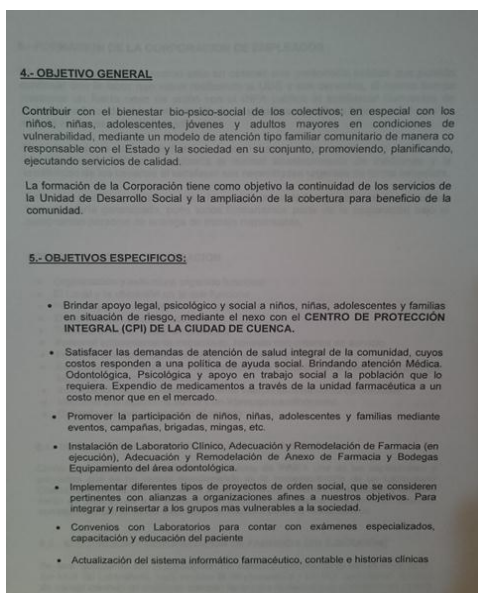 4.- OBJETIVO GENERAL
Contribuir con el bienestar bio-psico-social de los colectivos; en especial con los
niños, niñas, adolescentes, jóvenes y adultos mayores en condiciones de
vulnerabilidad, mediante un modelo de atención tipo familiar comunitario de manera co
responsable con el Estado y la sociedad en su conjunto, promoviendo, planificando,
ejecutando servicios de calidad.
La formación de la Corporación tiene como objetivo la continuidad de los servicios de
la Unidad de Desarrollo Social y la ampliación de la cobertura para beneficio de la
comunidad.
5.- OBJETIVOS ESPECIFICOS:
• Brindar apoyo legal, psicológico y social a niños, niñas, adolescentes y familias
en situación de riesgo, mediante el nexo con el CENTRO DE PROTECCIÓN
INTEGRAL (CPI) DE LA CIUDAD DE CUENCA.
• Satisfacer las demandas de atención de salud integral de la comunidad, cuyos
costos responden a una política de ayuda social. Brindando atención Médica.
Odontológica, Psicológica y apoyo en trabajo social a la población que lo
requiera. Expendio de medicamentos a través de la unidad farmacéutica a un
costo menor que en el mercado.
• Promover la participación de niños, niñas, adolescentes y familias mediante
eventos, campañas, brigadas, mingas, etc.
• Instalación de Laboratorio Clínico, Adecuación y Remodelación de Farmacia (en
ejecución), Adecuación y Remodelación de Anexo de Farmacia y Bodegas
Equipamiento del área odontológica.
• Implementar diferentes tipos de proyectos de orden social, que se consideren
pertinentes con alianzas a organizaciones afines a nuestros objetivos. Para
integrar y reinsertar a los grupos mas vulnerables a la sociedad.
• Convenios con Laboratorios para contar con exámenes especializados,
capacitación y educación del paciente
• Actualización del sistema informático farmacéutico, contable e historias clínicas